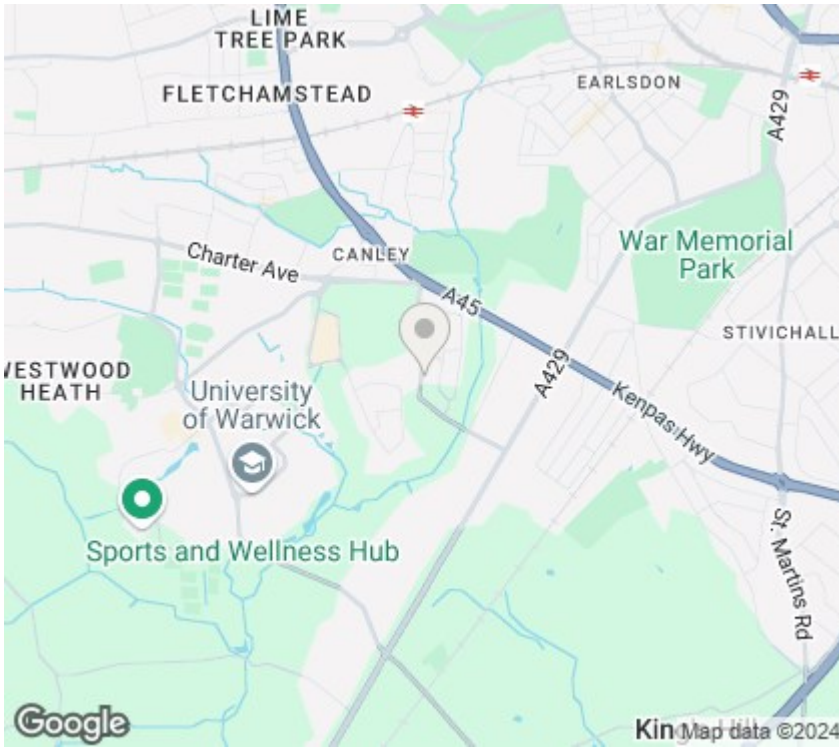 LIME
TREE PARK
EARLSDON
FLETCHAMSTEAD
A429
War Memorial
Park
Charter Ave
CANLEY
A45
STIVICHALL
WESTWOOD
HEATH
A429
University
of Warwick
Kenpas Hwy
Sports and Wellness Hub
St. Martins Rd
Google
Kin
Map data ©2024